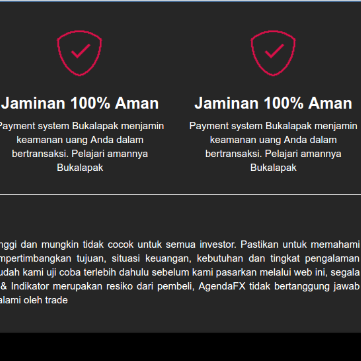 Jaminan 100% Aman
Payment system Bukalapak menjamin
keamanan uang Anda dalam
bertransaksi. Pelajari amannya
Bukalapak
Jaminan 100% Aman
Payment system Bukalapak menjamin
keamanan uang Anda dalam
bertransaksi. Pelajari amannya
Bukalapak
nggi dan mungkin tidak cocok untuk semua investor. Pastikan untuk memahami
mpertimbangkan tujuan, situasi keuangan, kebutuhan dan tingkat pengalaman
udah kami uji coba terlebih dahulu sebelum kami pasarkan melalui web ini, segala
& Indikator merupakan resiko dari pembeli, AgendaFX tidak bertanggung jawab
alami oleh trade